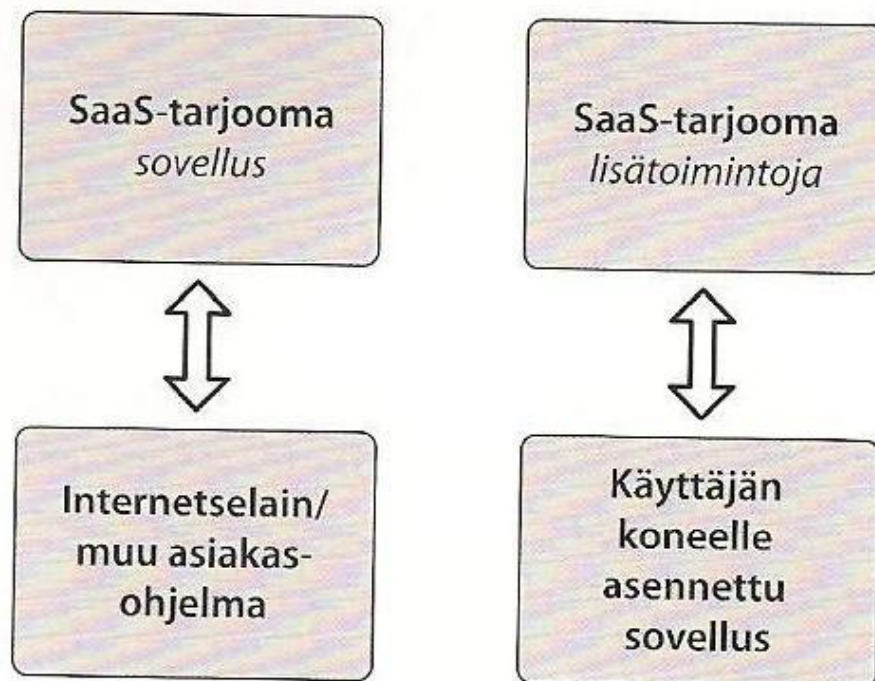 SaaS-tarjooma
sovellus
SaaS-tarjooma
lisätoimintoja
Internetselain/
muu asiakas-
ohjelma
Käyttäjän
koneelle
asennettu
sovellus